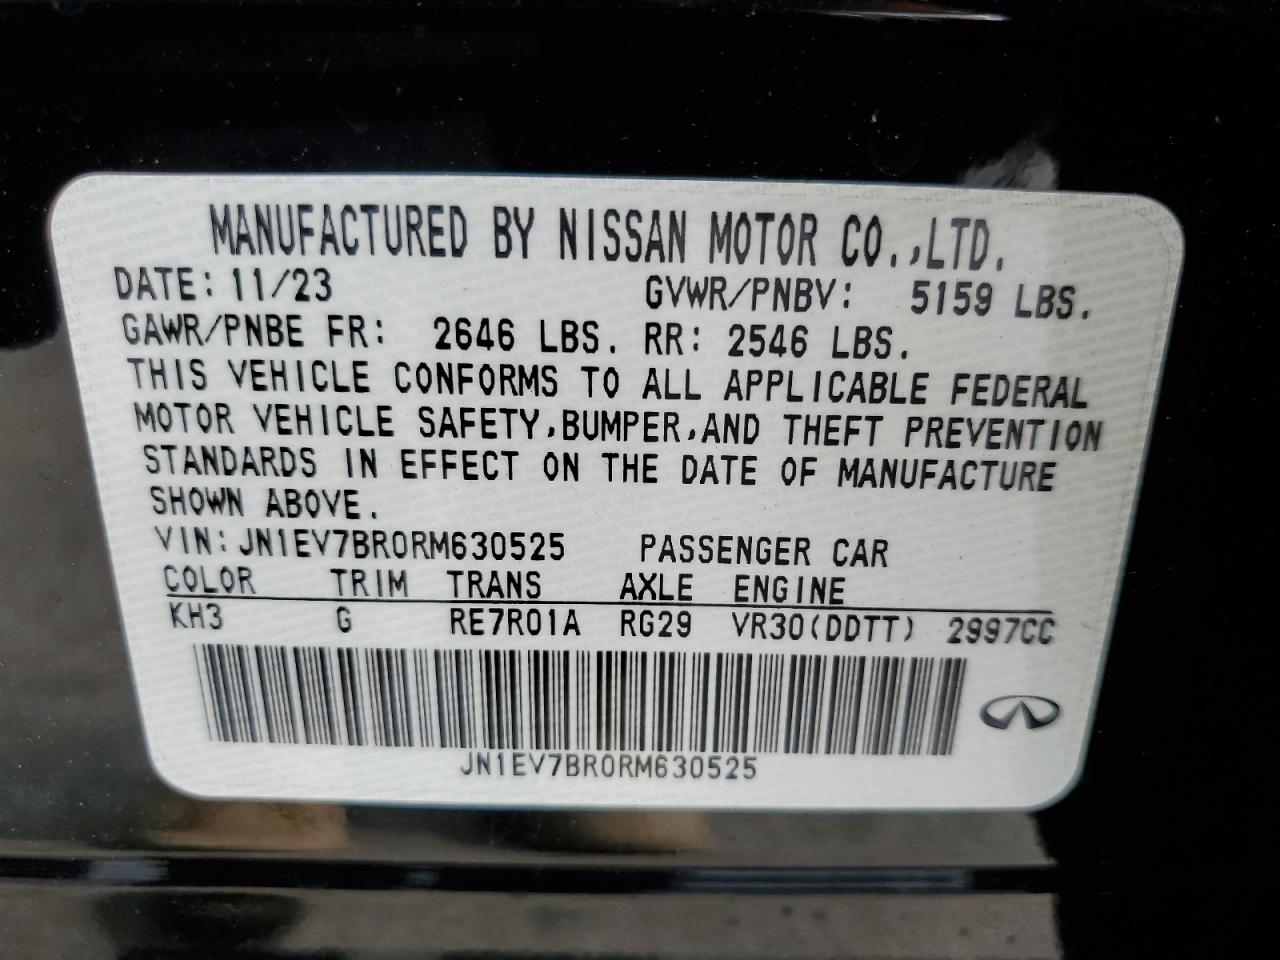 MANUFACTURED BY NISSAN MOTOR CO.,LTD.
DATE: 11/23 GVWR/PNBV: 5159 LBS.
GAWR/PNBE FR: 2646 LBS. RR: 2546 LBS.
THIS VEHICLE CONFORMS TO ALL APPLICABLE FEDERAL
MOTOR VEHICLE SAFETY,BUMPER,AND THEFT PREVENTION
STANDARDS IN EFFECT ON THE DATE OF MANUFACTURE
SHOWN ABOVE.
VIN:JN1EV7BR0RM630525 PASSENGER CAR
COLOR TRIM TRANS AXLE ENGINE
KH3 G RE7R01A RG29 VR30(DDTT) 2997CC
JN1EV7BR0RM630525